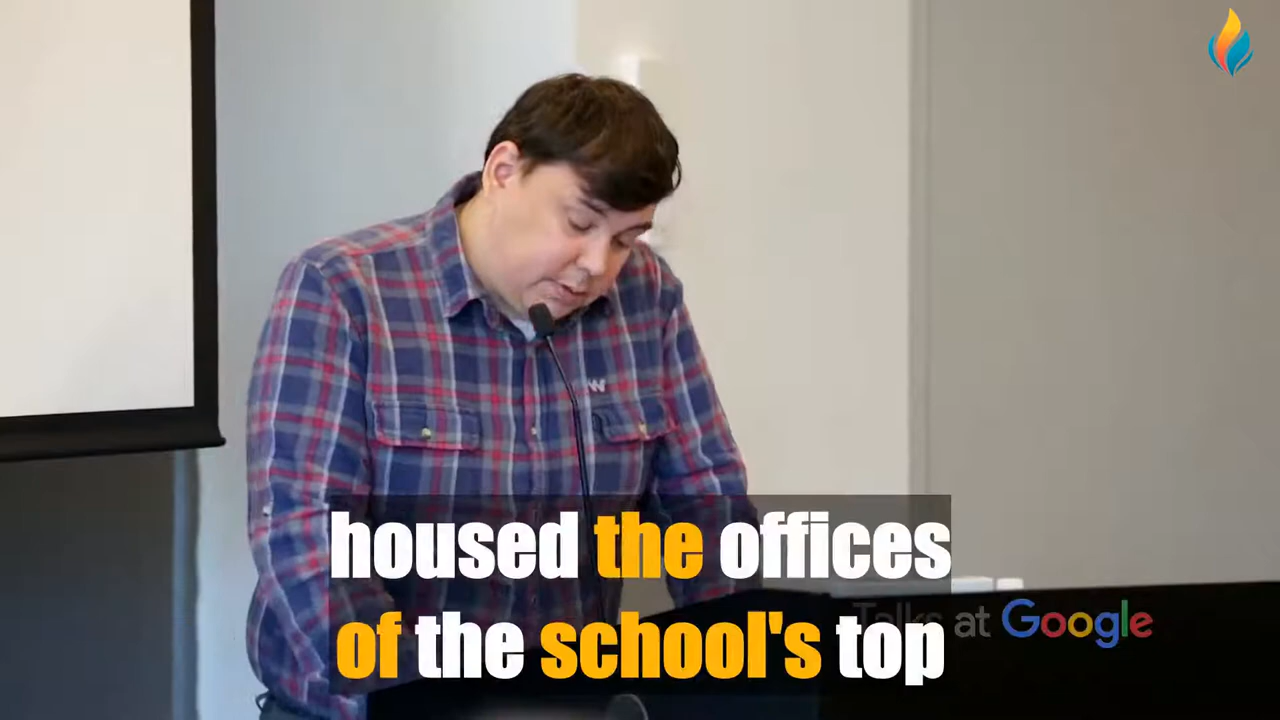 housed the offices
of the school's top
Talks at Google